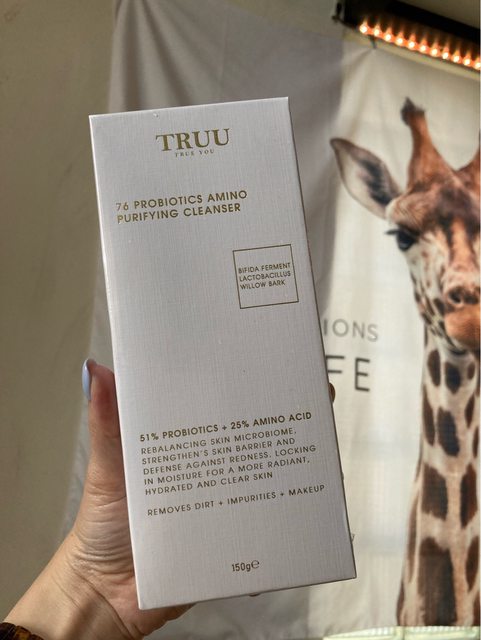 TRUU
TRUE YOU
76 PROBIOTICS AMINO
PURIFYING CLEANSER
BIFIDA FERMENT
LACTOBACILLUS
WILLOW BARK
51% PROBIOTICS + 25% AMINO ACID
REBALANCING SKIN MICROBIOME,
STRENGTHEN'S SKIN BARRIER AND
DEFENSE AGAINST REDNESS. LOCKING
IN MOISTURE FOR A MORE RADIANT,
HYDRATED AND CLEAR SKIN
REMOVES DIRT + IMPURITIES + MAKEUP
150g℮
IONS
FE